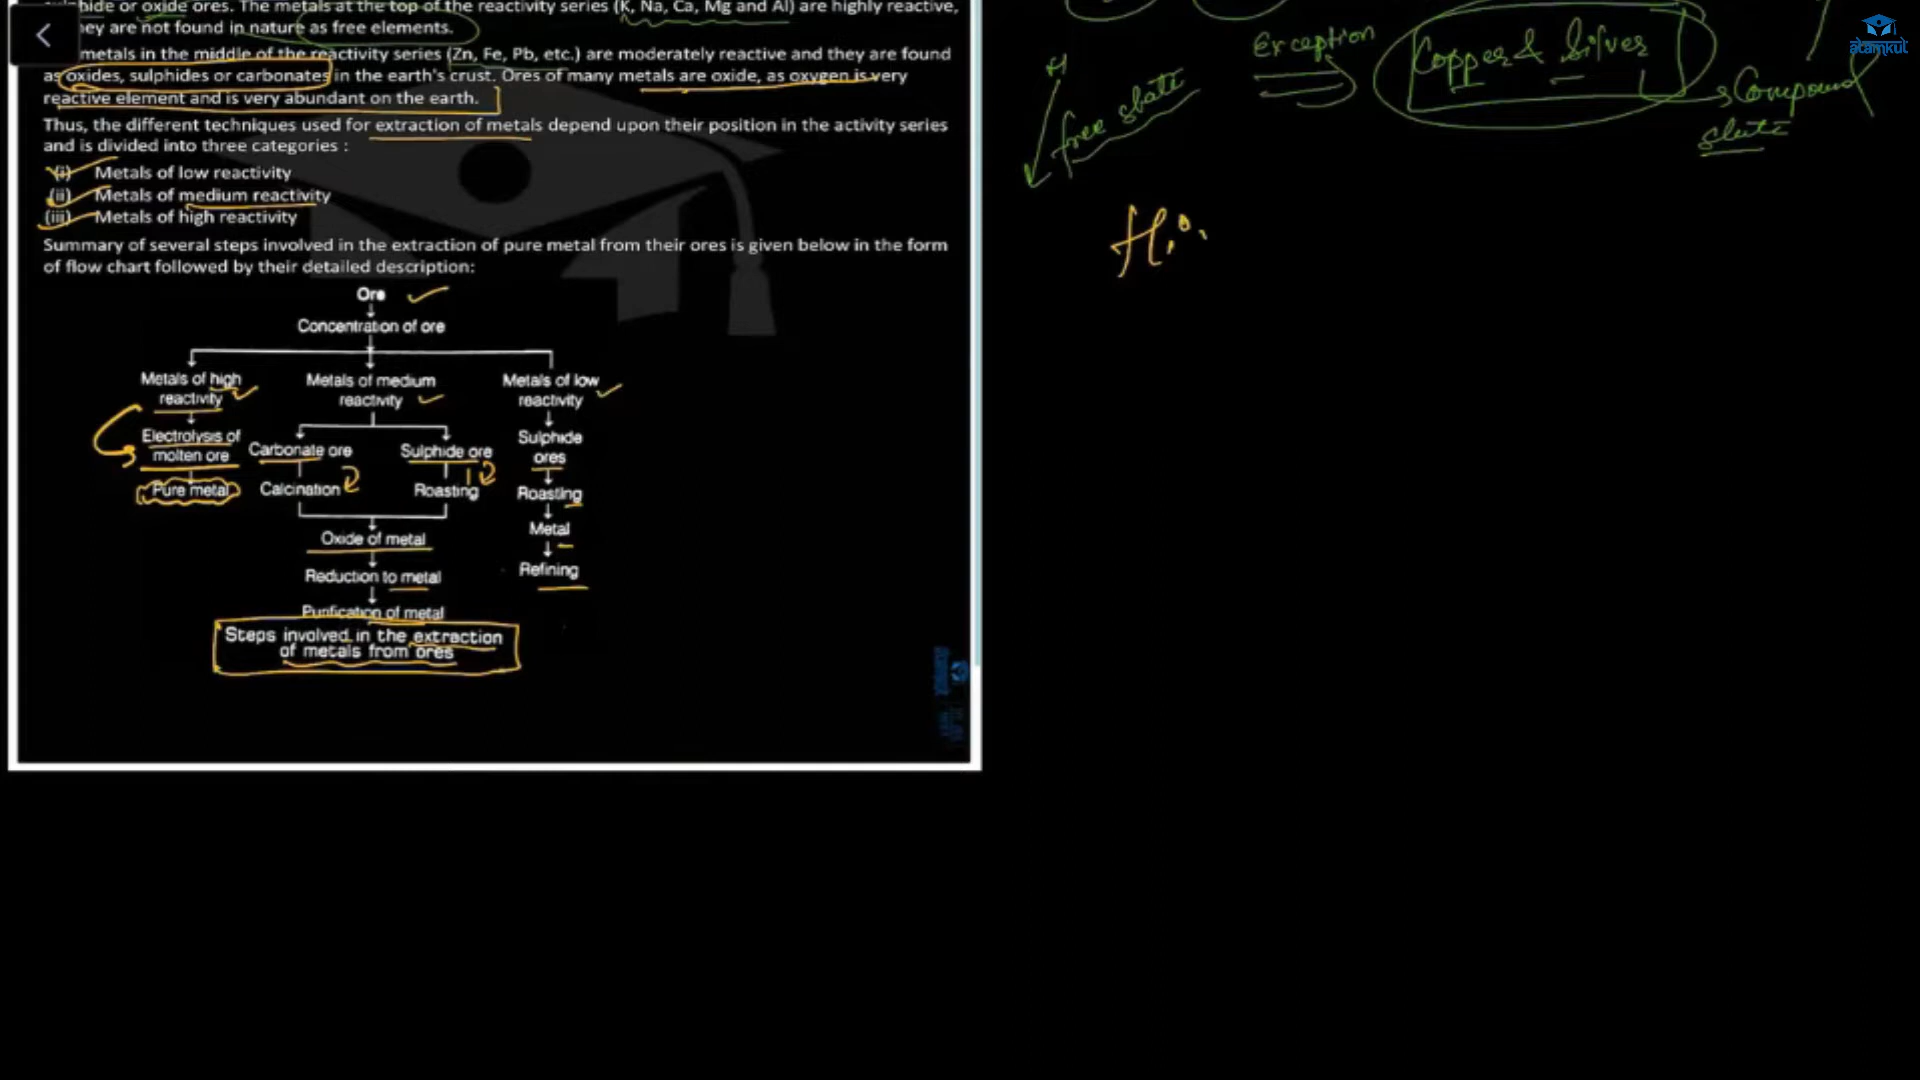 or oxide ores. The metals at the top of the reactivity series (K, Na, Ca, Mg and Al) are highly reactive,
ey are not found in nature as free elements.
metals in the middle of the reactivity series (Zn, Fe, Pb, etc.) are moderately reactive and they are found
as oxides, sulphides or carbonates in the earth's crust. Ores of many metals are oxide, as oxygen is very
reactive element and is very abundant on the earth.
Thus, the different techniques used for extraction of metals depend upon their position in the activity series
and is divided into three categories :
(i) Metals of low reactivity
(ii) Metals of medium reactivity
(iii) Metals of high reactivity
Summary of several steps involved in the extraction of pure metal from their ores is given below in the form
of flow chart followed by their detailed description:
Ore
Concentration of ore
Metals of high
reactivity
Metals of medium
reactivity
Metals of low
reactivity
Electrolysis of
molten ore
Carbonate ore
Sulphide ore
Sulphide
ores
Pure metal
Calcination
Roasting
Roasting
Oxide of metal
Metal
Reduction to metal
Refining
Purification of metal
Steps involved in the extraction
of metals from ores
free state
Exception
Copper & Silver
Compound
state
atamkul